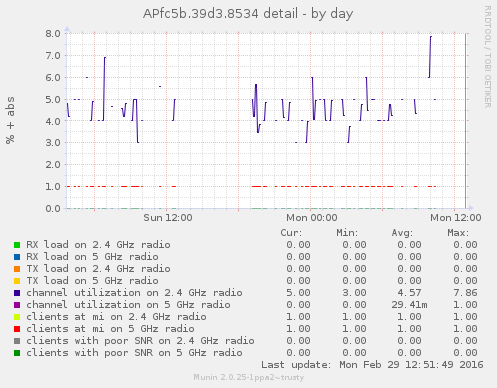 APfc5b.39d3.8534 detail - by day
RRDTOOL / TOBI OETIKER
% + abs
8.0
7.0
6.0
5.0
4.0
3.0
2.0
1.0
0.0
Sun 12:00 Mon 00:00 Mon 12:00
Cur: Min: Avg: Max:
RX load on 2.4 GHz radio 0.00 0.00 0.00 0.00
RX load on 5 GHz radio 0.00 0.00 0.00 0.00
TX load on 2.4 GHz radio 0.00 0.00 0.00 0.00
TX load on 5 GHz radio 0.00 0.00 0.00 0.00
channel utilization on 2.4 GHz radio 5.00 3.00 4.57 7.86
channel utilization on 5 GHz radio 0.00 0.00 29.41m 1.00
clients at mi on 2.4 GHz radio 1.00 1.00 1.00 1.00
clients at mi on 5 GHz radio 1.00 1.00 1.00 1.00
clients with poor SNR on 2.4 GHz radio 0.00 0.00 0.00 0.00
clients with poor SNR on 5 GHz radio 0.00 0.00 0.00 0.00
Last update: Mon Feb 29 12:51:49 2016
Munin 2.0.25-1ppa2~trusty